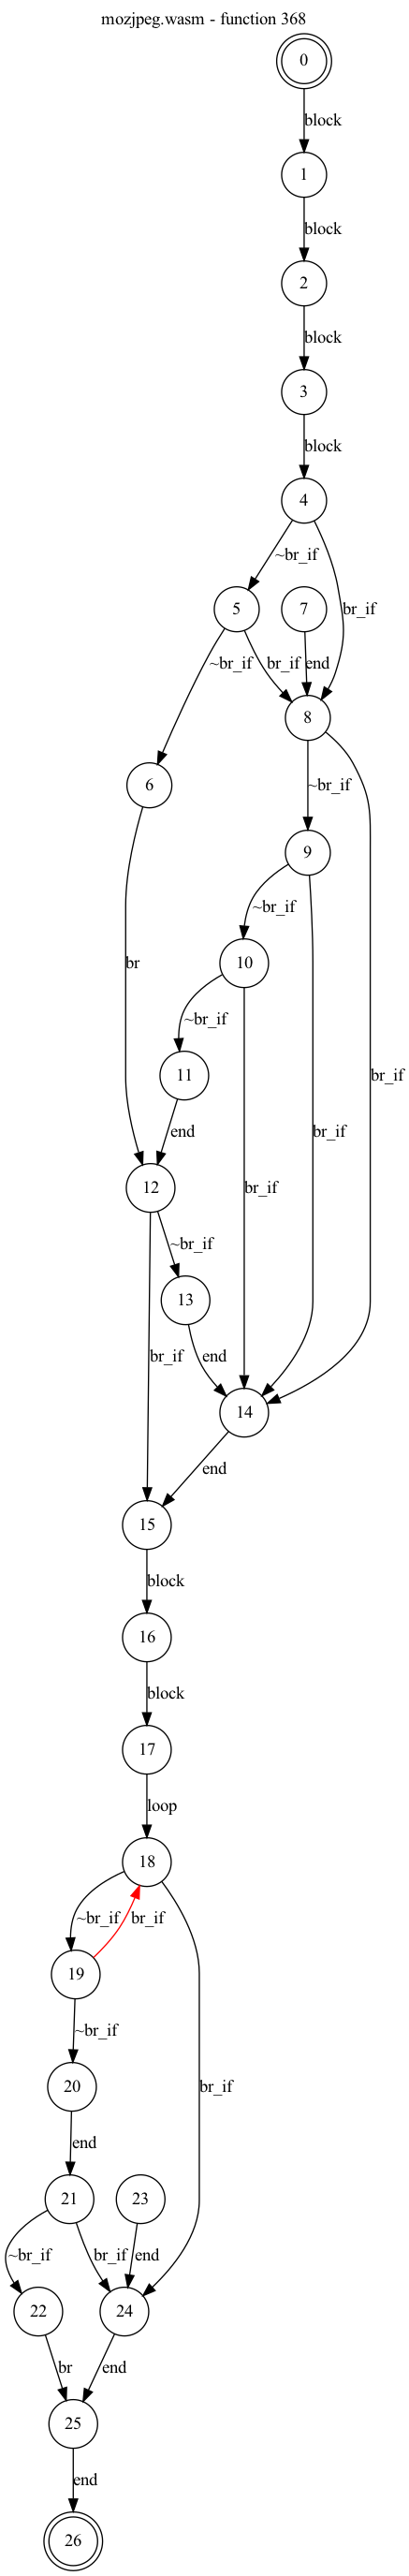 mozjpeg.wasm - function 368
0
block
1
block
2
block
3
block
4
~br_if
br_if
5
7
~br_if
br_if
end
8
6
~br_if
9
~br_if
10
br
~br_if
11
br_if
br_if
end
12
br_if
~br_if
13
br_if
end
14
end
15
block
16
block
17
loop
18
~br_if
br_if
19
~br_if
br_if
20
end
21
23
~br_if
br_if
end
22
24
br
end
25
end
26